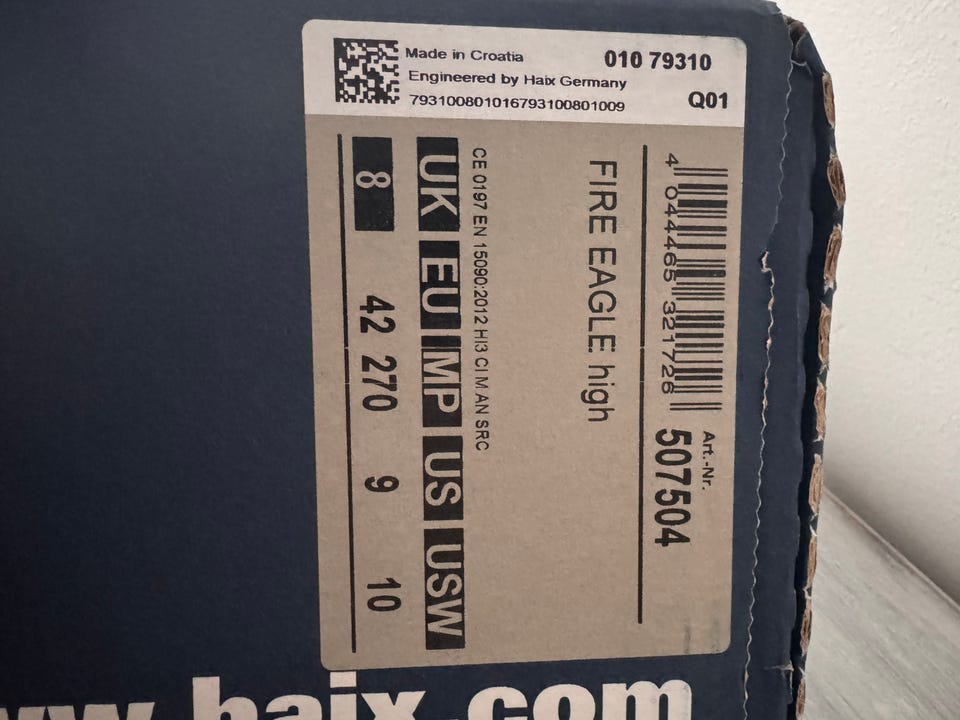 Made in Croatia
Engineered by Haix Germany
7931008010167931008010​09
010 79310
Q01
4 044465 321726
Art.-Nr.
507504
FIRE EAGLE high
CE 0197 EN 15090:2012 HI3 CI M AN SRC
UK EU MP US USW
8 42 270 9 10
haix.com